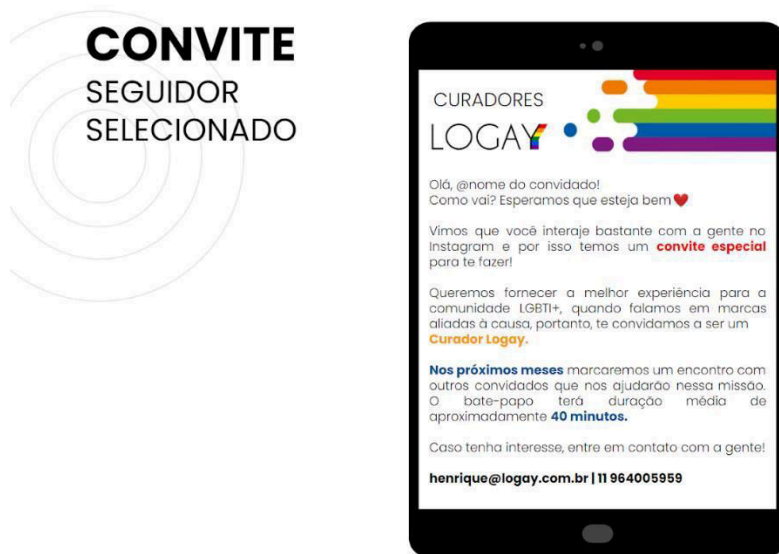 CONVITE
SEGUIDOR
SELECIONADO
CURADORES
LOGAY
Olá, @nome do convidado!
Como vai? Esperamos que esteja bem ❤️
Vimos que você interaje bastante com a gente no
Instagram e por isso temos um convite especial
para te fazer!
Queremos fornecer a melhor experiência para a
comunidade LGBTI+, quando falamos em marcas
aliadas à causa, portanto, te convidamos a ser um
Curador Logay.
Nos próximos meses marcaremos um encontro com
outros convidados que nos ajudarão nessa missão.
O bate-papo terá duração média de
aproximadamente 40 minutos.
Caso tenha interesse, entre em contato com a gente!
henrique@logay.com.br | 11 964005959